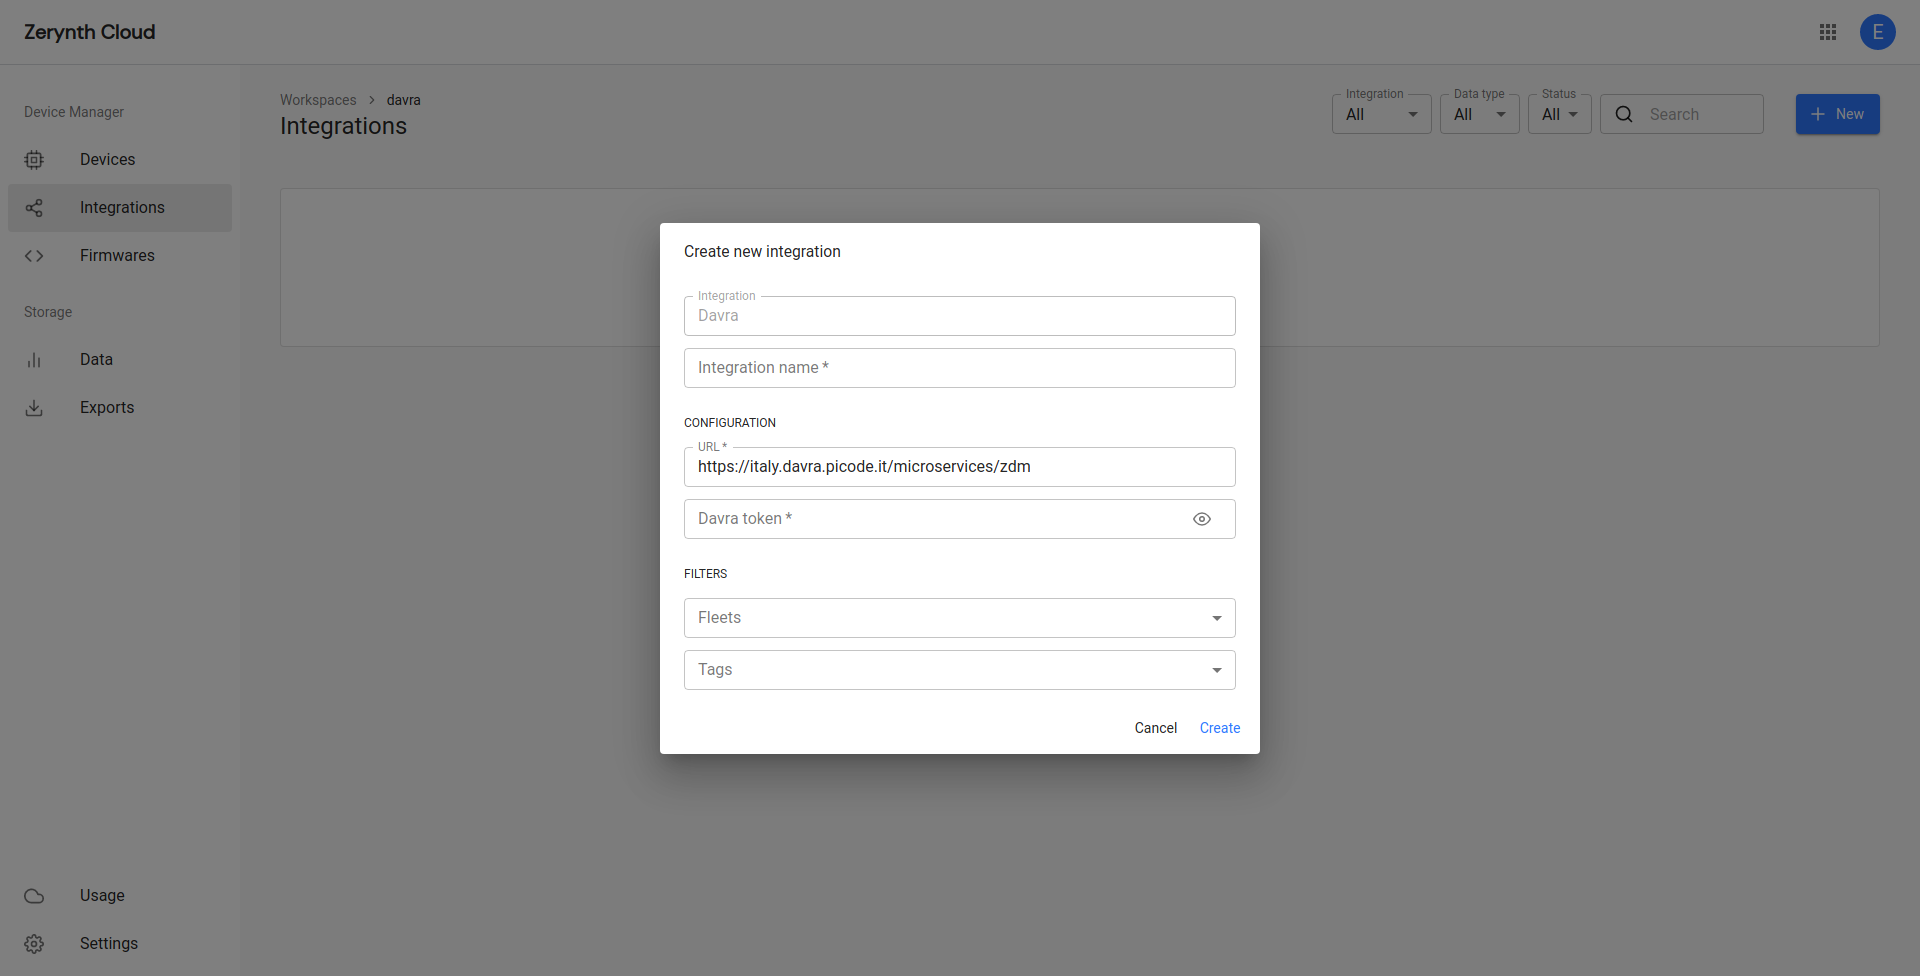 Zerynth Cloud
E
Device Manager
Devices
Integrations
Firmwares
Storage
Data
Exports
Usage
Settings
Workspaces > davra
Integrations
Integration
All
Data type
All
Status
All
Search
New
Create new integration
Integration
Davra
Integration name *
CONFIGURATION
URL *
https://italy.davra.picode.it/microservices/zdm
Davra token *
FILTERS
Fleets
Tags
Cancel Create